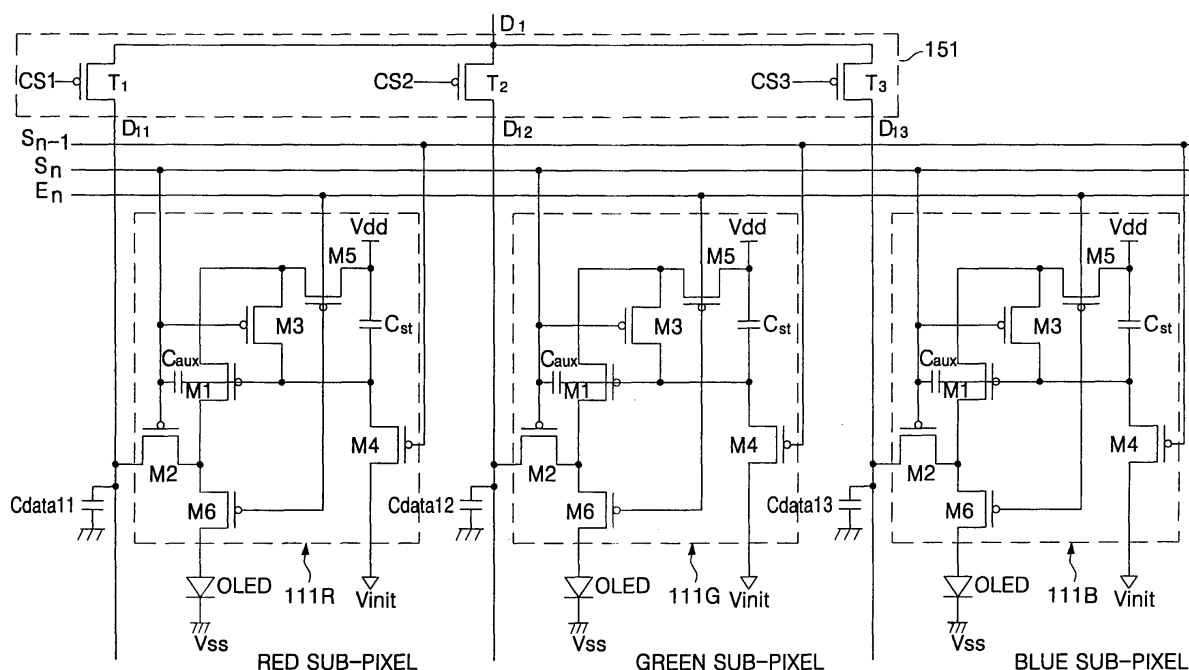 D1
151
CS1 T1 CS2 T2 CS3 T3
D11 D12 D13
Sn-1
Sn
En
Vdd Vdd Vdd
M5 M5 M5
M3 Cst M3 Cst M3 Cst
Caux Caux Caux
M1 M1 M1
M4 M4 M4
M2 M2 M2
Cdata11 M6 Cdata12 M6 Cdata13 M6
OLED 111R Vinit OLED 111G Vinit OLED 111B Vinit
Vss Vss Vss
RED SUB-PIXEL GREEN SUB-PIXEL BLUE SUB-PIXEL